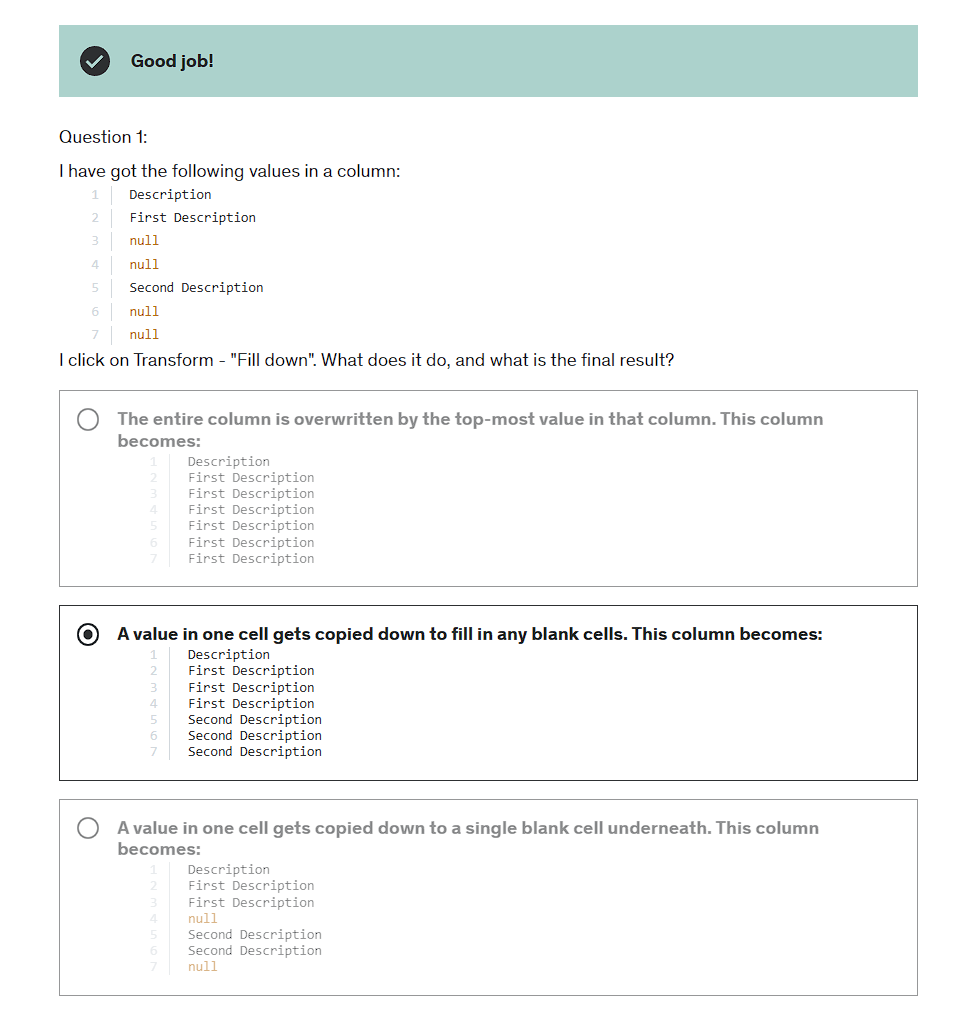 Good job!
Question 1:
I have got the following values in a column:
1 Description
2 First Description
3 null
4 null
5 Second Description
6 null
7 null
I click on Transform - "Fill down". What does it do, and what is the final result?
The entire column is overwritten by the top-most value in that column. This column
becomes:
1 Description
2 First Description
3 First Description
4 First Description
5 First Description
6 First Description
7 First Description
A value in one cell gets copied down to fill in any blank cells. This column becomes:
1 Description
2 First Description
3 First Description
4 First Description
5 Second Description
6 Second Description
7 Second Description
A value in one cell gets copied down to a single blank cell underneath. This column
becomes:
1 Description
2 First Description
3 First Description
4 null
5 Second Description
6 Second Description
7 null